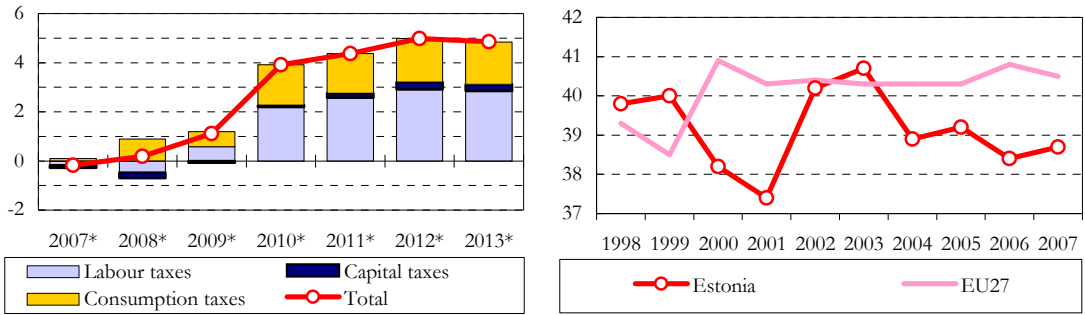 6
4
2
0
-2
2007* 2008* 2009* 2010* 2011* 2012* 2013*
Labour taxes Capital taxes
Consumption taxes Total
42
41
40
39
38
37
1998 1999 2000 2001 2002 2003 2004 2005 2006 2007
Estonia EU27